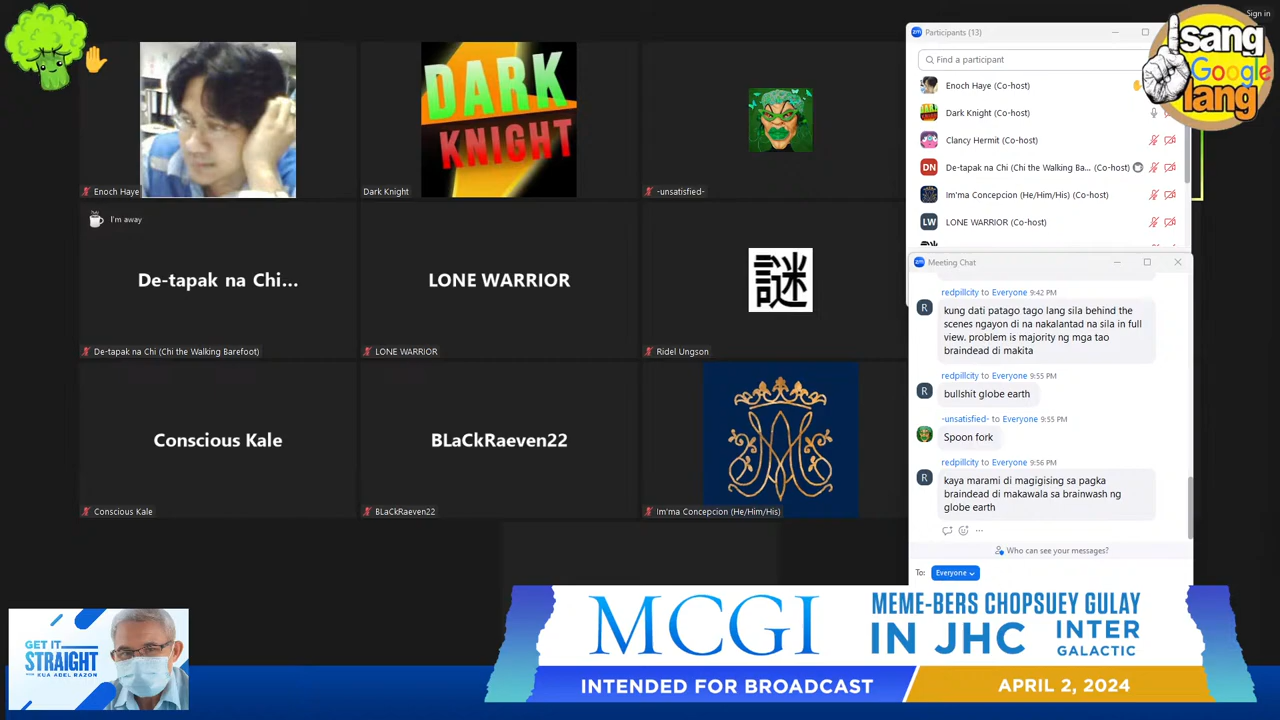 Sign in
Isang
Google
lang
Participants (13)
Find a participant
Enoch Haye (Co-host)
Dark Knight (Co-host)
Clancy Hermit (Co-host)
DN De-tapak na Chi (Chi the Walking Ba... (Co-host)
Im'ma Concepcion (He/Him/His) (Co-host)
LW LONE WARRIOR (Co-host)
DARK
KNIGHT
Enoch Haye
Dark Knight
-unsatisfied-
I'm away
De-tapak na Chi...
LONE WARRIOR
謎
De-tapak na Chi (Chi the Walking Barefoot)
LONE WARRIOR
Ridel Ungson
Conscious Kale
BLaCkRaeven22
Conscious Kale
BLaCkRaeven22
Im'ma Concepcion (He/Him/His)
Meeting Chat
redpillcity to Everyone 9:42 PM
R
kung dati patago tago lang sila behind the
scenes ngayon di na nakalantad na sila in full
view. problem is majority ng mga tao
braindead di makita
redpillcity to Everyone 9:55 PM
R
bullshit globe earth
-unsatisfied- to Everyone 9:55 PM
Spoon fork
redpillcity to Everyone 9:56 PM
R
kaya marami di magigising sa pagka
braindead di makawala sa brainwash ng
globe earth
Who can see your messages?
To: Everyone
GET IT
STRAIGHT
WITH KUA ADEL RAZON
MCGI
MEME-BERS CHOPSUEY GULAY
IN JHC
INTER
GALACTIC
INTENDED FOR BROADCAST
APRIL 2, 2024